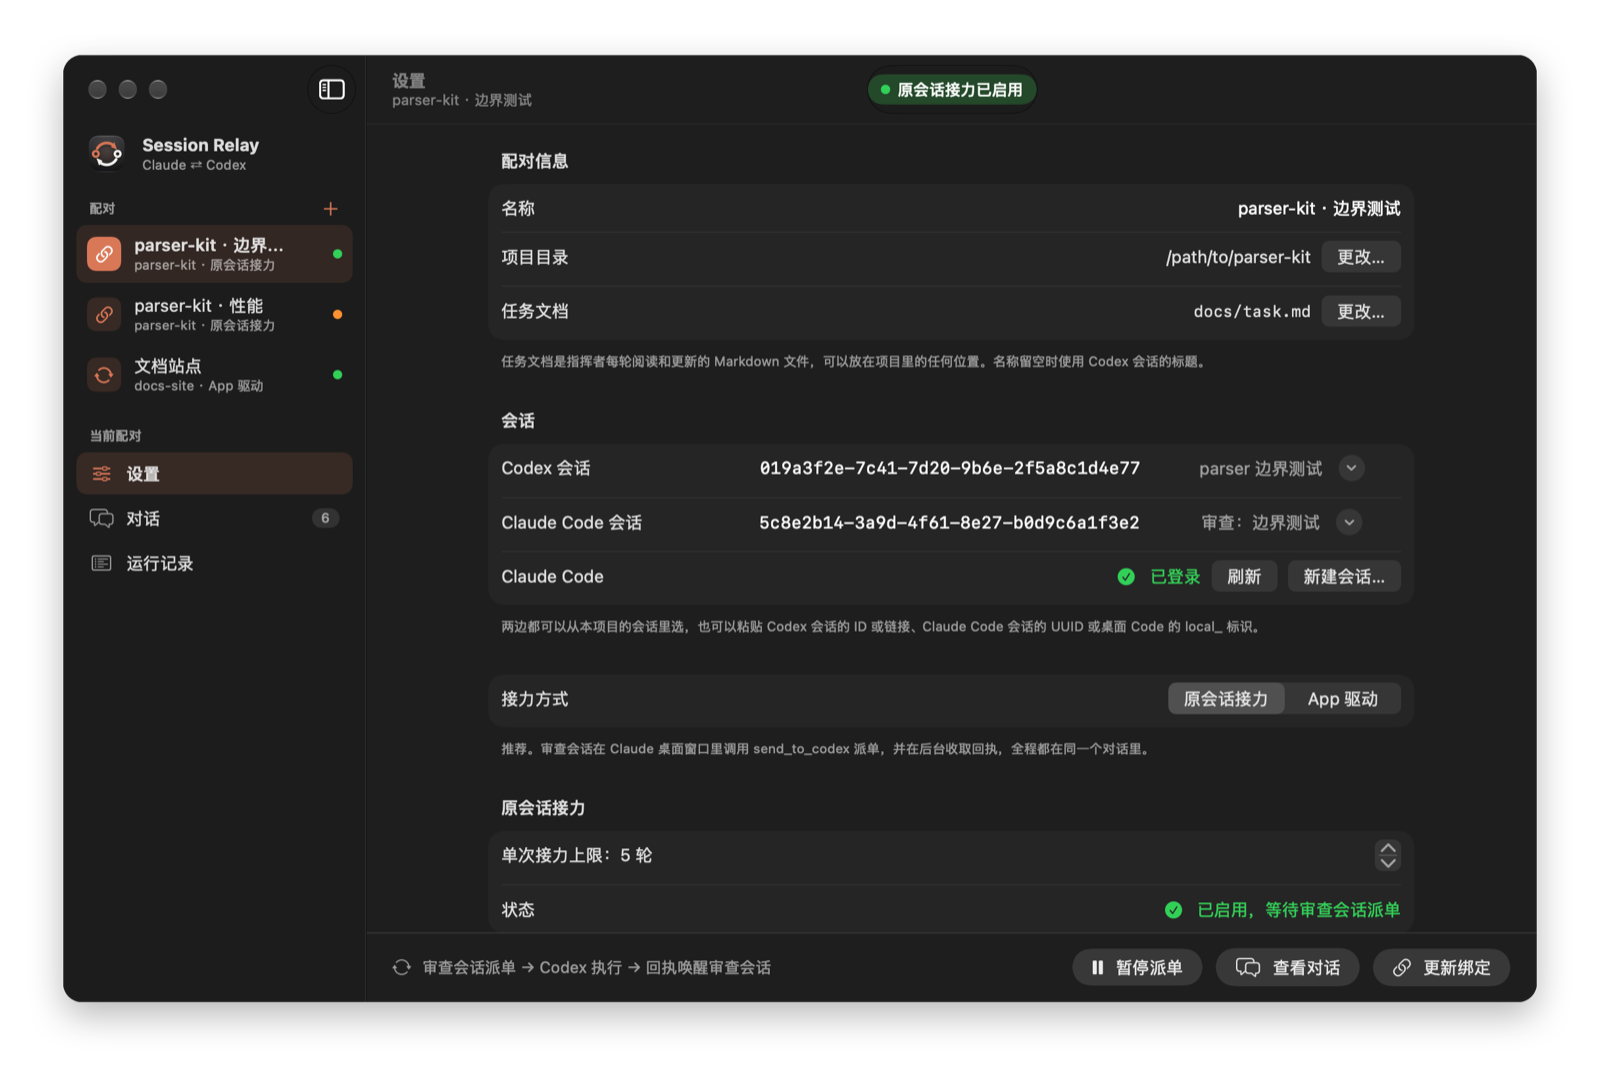 设置
parser-kit · 边界测试
原会话接力已启用
Session Relay
Claude ⇄ Codex
配对
parser-kit · 边界...
parser-kit · 原会话接力
parser-kit · 性能
parser-kit · 原会话接力
文档站点
docs-site · App 驱动
当前配对
设置
对话 6
运行记录
配对信息
名称 parser-kit · 边界测试
项目目录 /path/to/parser-kit 更改...
任务文档 docs/task.md 更改...
任务文档是指挥者每轮阅读和更新的 Markdown 文件，可以放在项目里的任何位置。名称留空时使用 Codex 会话的标题。
会话
Codex 会话 019a3f2e-7c41-7d20-9b6e-2f5a8c1d4e77 parser 边界测试
Claude Code 会话 5c8e2b14-3a9d-4f61-8e27-b0d9c6a1f3e2 审查：边界测试
Claude Code 已登录 刷新 新建会话...
两边都可以从本项目的会话里选，也可以粘贴 Codex 会话的 ID 或链接、Claude Code 会话的 UUID 或桌面 Code 的 local_ 标识。
接力方式 原会话接力 App 驱动
推荐。审查会话在 Claude 桌面窗口里调用 send_to_codex 派单，并在后台收取回执，全程都在同一个对话里。
原会话接力
单次接力上限：5 轮
状态 已启用，等待审查会话派单
审查会话派单 → Codex 执行 → 回执唤醒审查会话 暂停派单 查看对话 更新绑定